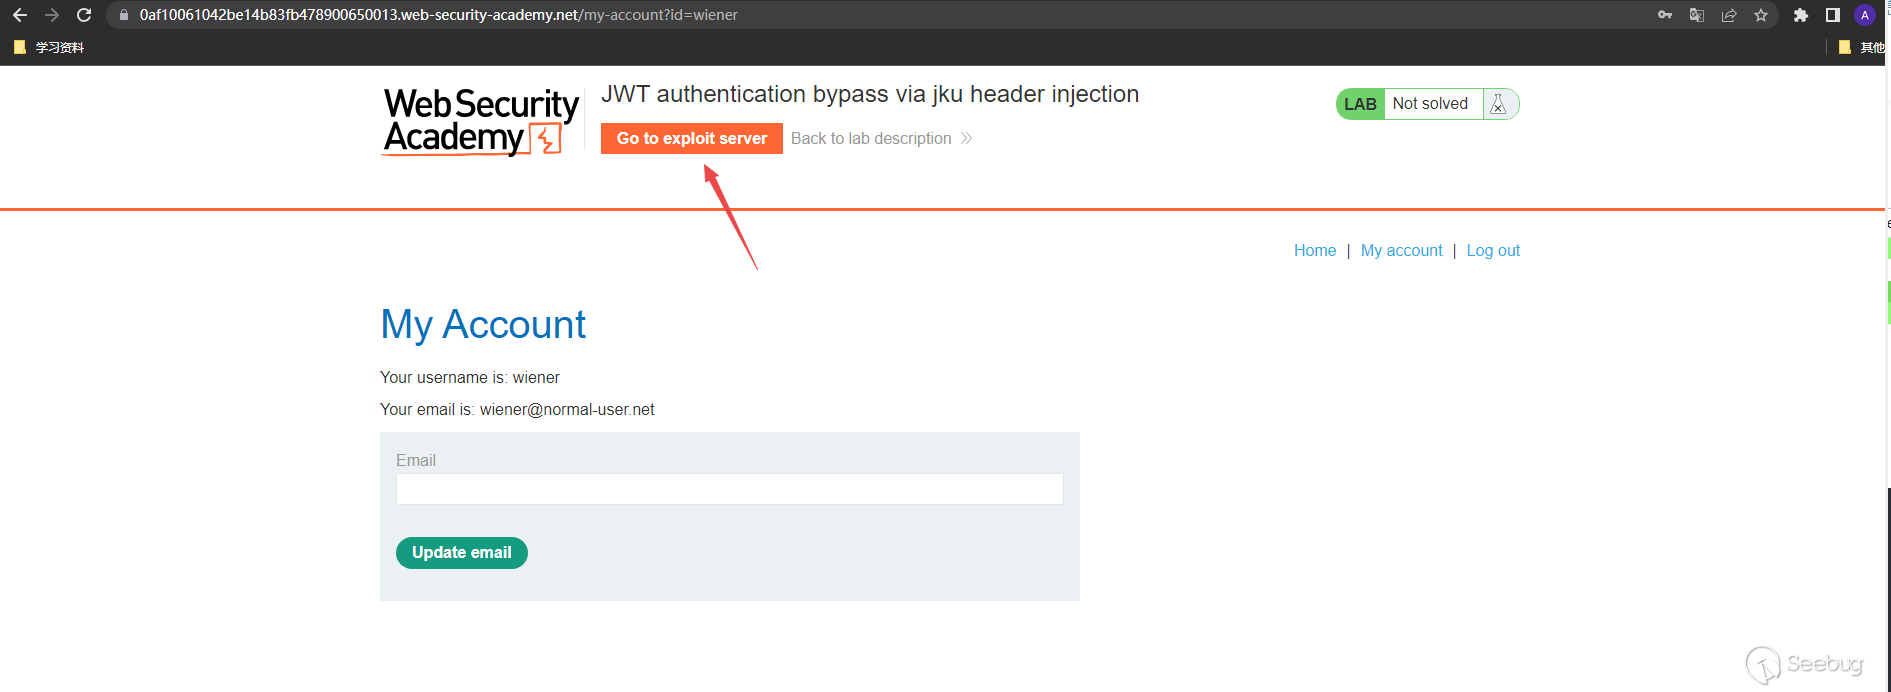 0af10061042be14b83fb478900650013.web-security-academy.net/my-account?id=wiener
A
学习资料
其他
Web Security
Academy
JWT authentication bypass via jku header injection
Go to exploit server
Back to lab description
LAB
Not solved
Home | My account | Log out
My Account
Your username is: wiener
Your email is: wiener@normal-user.net
Email
Update email
Seebug